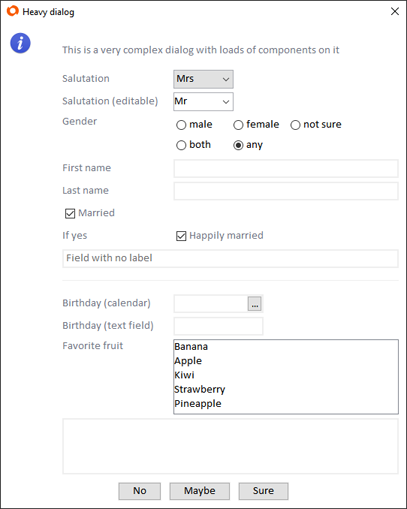 Heavy dialog
This is a very complex dialog with loads of components on it
Salutation Mrs
Salutation (editable) Mr
Gender male female not sure
both any
First name
Last name
Married
If yes Happily married
Field with no label
Birthday (calendar) ...
Birthday (text field)
Favorite fruit Banana
Apple
Kiwi
Strawberry
Pineapple
No Maybe Sure